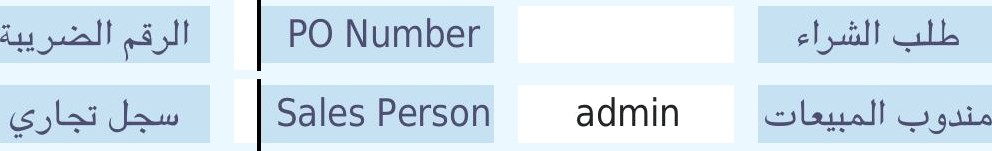 الرقم الضريبة PO Number طلب الشراء
سجل تجاري Sales Person admin مندوب المبيعات